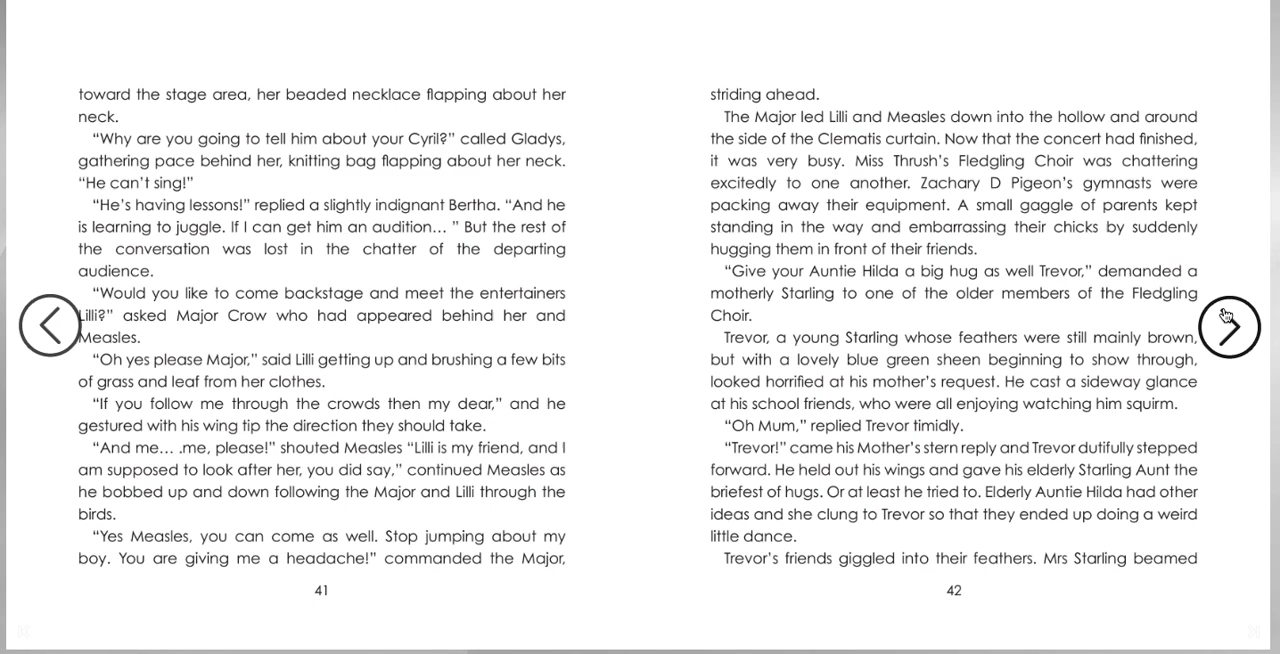 toward the stage area, her beaded necklace flapping about her
neck.
“Why are you going to tell him about your Cyril?” called Gladys,
gathering pace behind her, knitting bag flapping about her neck.
“He can’t sing!”
“He’s having lessons!” replied a slightly indignant Bertha. “And he
is learning to juggle. If I can get him an audition... ” But the rest of
the conversation was lost in the chatter of the departing
audience.
“Would you like to come backstage and meet the entertainers
Lilli?” asked Major Crow who had appeared behind her and
Measles.
“Oh yes please Major,” said Lilli getting up and brushing a few bits
of grass and leaf from her clothes.
“If you follow me through the crowds then my dear,” and he
gestured with his wing tip the direction they should take.
“And me... .me, please!” shouted Measles “Lilli is my friend, and I
am supposed to look after her, you did say,” continued Measles as
he bobbed up and down following the Major and Lilli through the
birds.
“Yes Measles, you can come as well. Stop jumping about my
boy. You are giving me a headache!” commanded the Major,
41
striding ahead.
The Major led Lilli and Measles down into the hollow and around
the side of the Clematis curtain. Now that the concert had finished,
it was very busy. Miss Thrush’s Fledgling Choir was chattering
excitedly to one another. Zachary D Pigeon’s gymnasts were
packing away their equipment. A small gaggle of parents kept
standing in the way and embarrassing their chicks by suddenly
hugging them in front of their friends.
“Give your Auntie Hilda a big hug as well Trevor,” demanded a
motherly Starling to one of the older members of the Fledgling
Choir.
Trevor, a young Starling whose feathers were still mainly brown,
but with a lovely blue green sheen beginning to show through,
looked horrified at his mother’s request. He cast a sideway glance
at his school friends, who were all enjoying watching him squirm.
“Oh Mum,” replied Trevor timidly.
“Trevor!” came his Mother’s stern reply and Trevor dutifully stepped
forward. He held out his wings and gave his elderly Starling Aunt the
briefest of hugs. Or at least he tried to. Elderly Auntie Hilda had other
ideas and she clung to Trevor so that they ended up doing a weird
little dance.
Trevor’s friends giggled into their feathers. Mrs Starling beamed
42